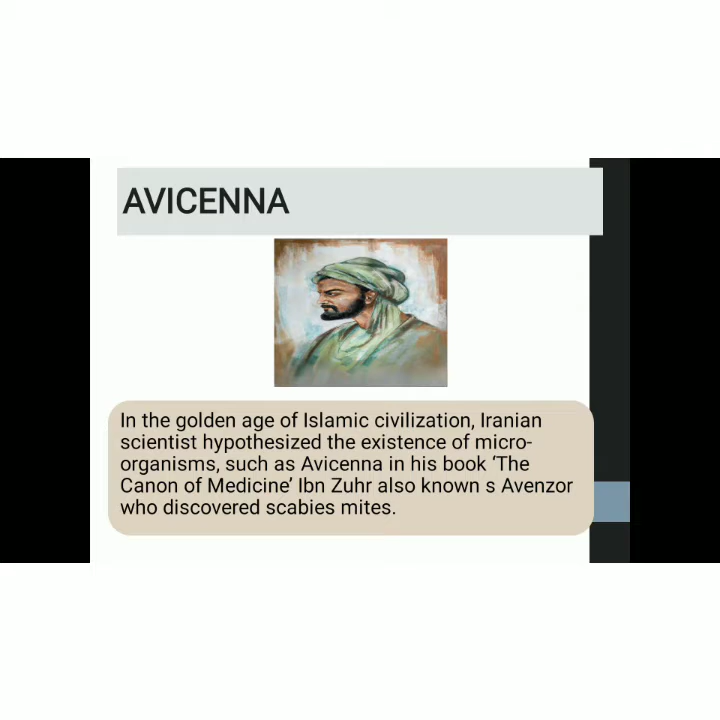 AVICENNA
In the golden age of Islamic civilization, Iranian
scientist hypothesized the existence of micro-
organisms, such as Avicenna in his book ‘The
Canon of Medicine’ Ibn Zuhr also known s Avenzor
who discovered scabies mites.